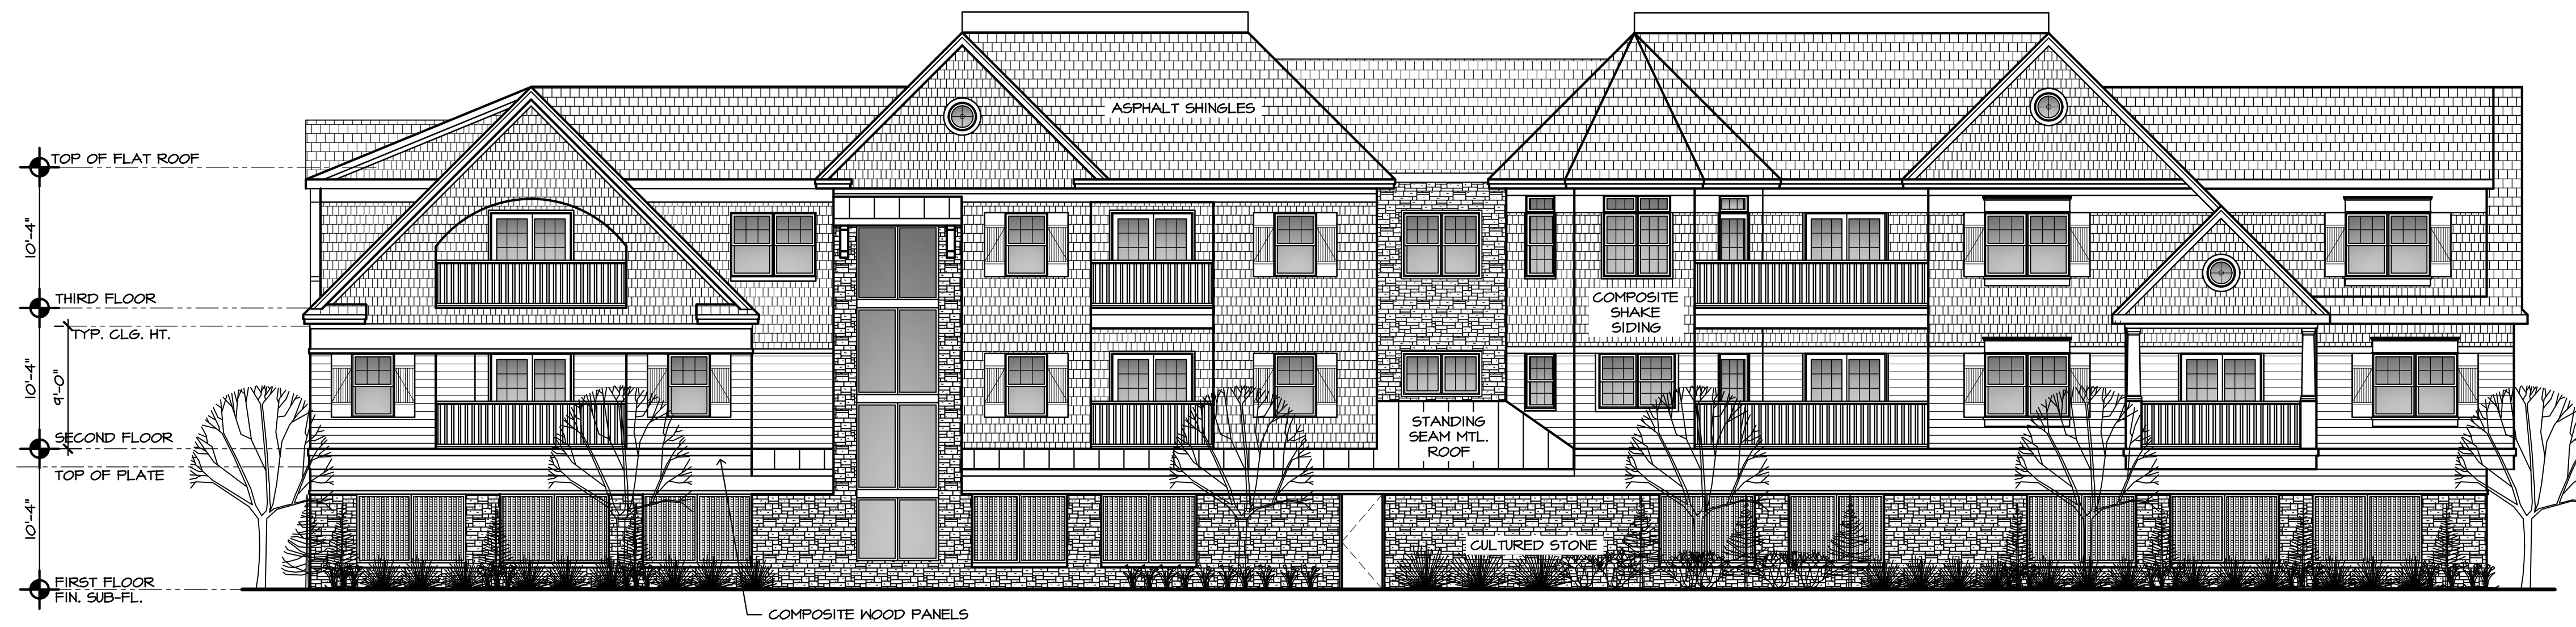 ASPHALT SHINGLES
TOP OF FLAT ROOF
10'-4"
THIRD FLOOR
COMPOSITE
SHAKE
SIDING
TYP. CLG. HT.
10'-4"
9'-0"
STANDING
SEAM MTL.
ROOF
SECOND FLOOR
TOP OF PLATE
10'-4"
CULTURED STONE
FIRST FLOOR
FIN. SUB-FL.
COMPOSITE WOOD PANELS